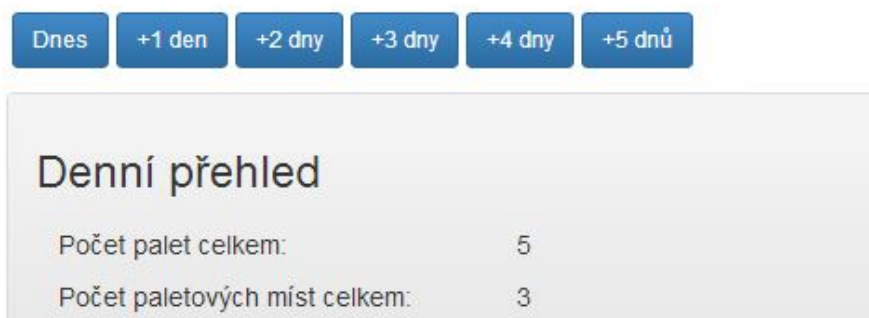 Dnes +1 den +2 dny +3 dny +4 dny +5 dnů
Denní přehled
Počet palet celkem: 5
Počet paletových míst celkem: 3